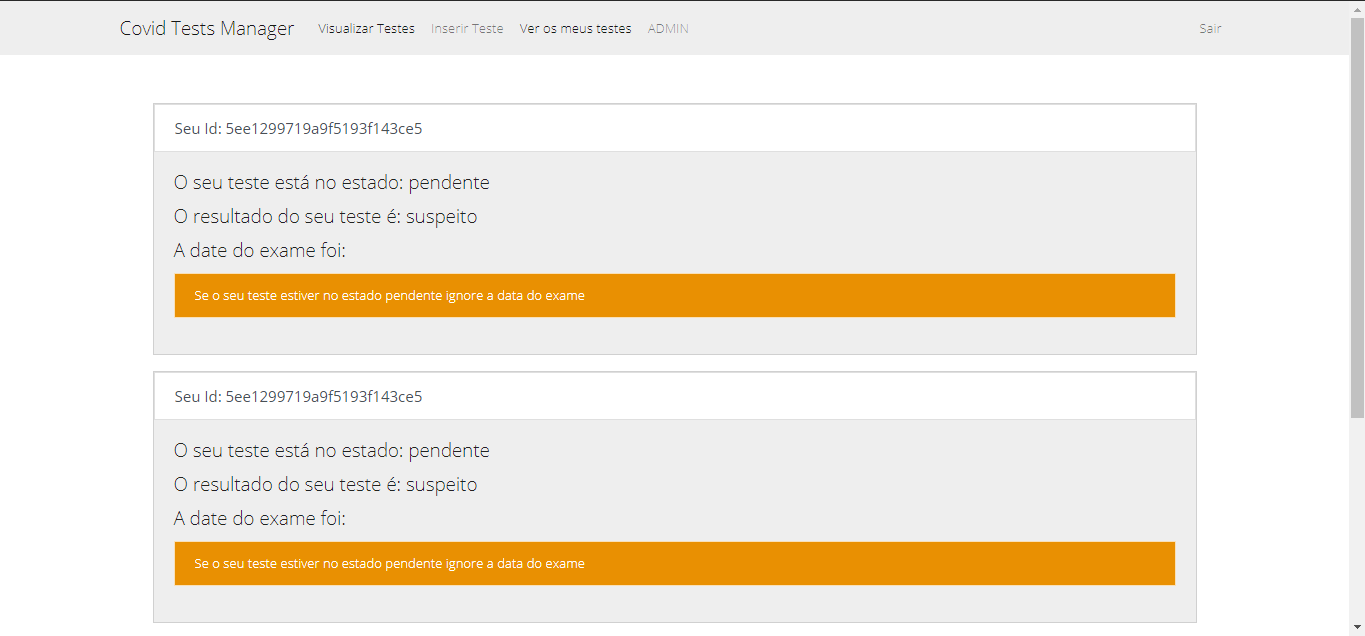 Covid Tests Manager Visualizar Testes Inserir Teste Ver os meus testes ADMIN Sair
Seu Id: 5ee1299719a9f5193f143ce5
O seu teste está no estado: pendente
O resultado do seu teste é: suspeito
A date do exame foi:
Se o seu teste estiver no estado pendente ignore a data do exame
Seu Id: 5ee1299719a9f5193f143ce5
O seu teste está no estado: pendente
O resultado do seu teste é: suspeito
A date do exame foi:
Se o seu teste estiver no estado pendente ignore a data do exame